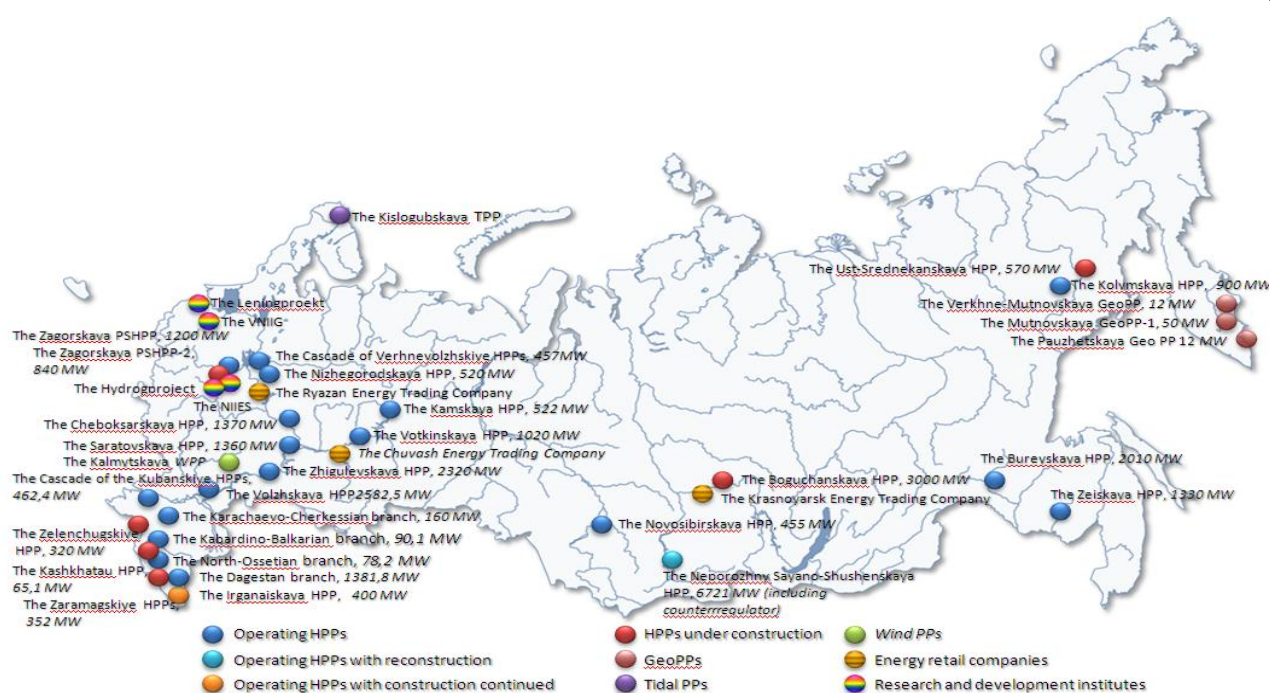 The Kislogubskaya TPP
The Ust-Srednekanskaya HPP, 570 MW
The Kolymskaya HPP, 900 MW
The Verkhne-Mutnovskaya GeoPP, 12 MW
The Mutnovskaya GeoPP-1, 50 MW
The Pauzhetskaya Geo PP 12 MW
The Leningproekt
The VNIIG
The Zagorskaya PSHPP, 1200 MW
The Zagorskaya PSHPP-2,
840 MW
The Hydrogproject
The NIIES
The Cascade of Verhnevolzhskiye HPPs, 457MW
The Nizhegorodskaya HPP, 520 MW
The Ryazan Energy Trading Company
The Kamskaya HPP, 522 MW
The Cheboksarskaya HPP, 1370 MW
The Votkinskaya HPP, 1020 MW
The Saratovskaya HPP, 1360 MW
The Chuvash Energy Trading Company
The Kalmytskaya WPP
The Zhigulevskaya HPP, 2320 MW
The Cascade of the Kubanskiye HPPs,
462,4 MW
The Volzhskaya HPP2582,5 MW
The Karachaevo-Cherkessian branch, 160 MW
The Zelenchugskiye
HPP, 320 MW
The Kabardino-Balkarian branch, 90,1 MW
The North-Ossetian branch, 78,2 MW
The Kashkhatau HPP,
65,1 MW
The Dagestan branch, 1381,8 MW
The Irganaiskaya HPP, 400 MW
The Zaramagskiye HPPs,
352 MW
The Boguchanskaya HPP, 3000 MW
The Krasnoyarsk Energy Trading Company
The Novosibirskaya HPP, 455 MW
The Neporozhny Sayano-Shushenskaya
HPP, 6721 MW (including
counterrregulator)
The Bureyskaya HPP, 2010 MW
The Zeiskaya HPP, 1330 MW
Operating HPPs
Operating HPPs with reconstruction
Operating HPPs with construction continued
HPPs under construction
GeoPPs
Tidal PPs
Wind PPs
Energy retail companies
Research and development institutes